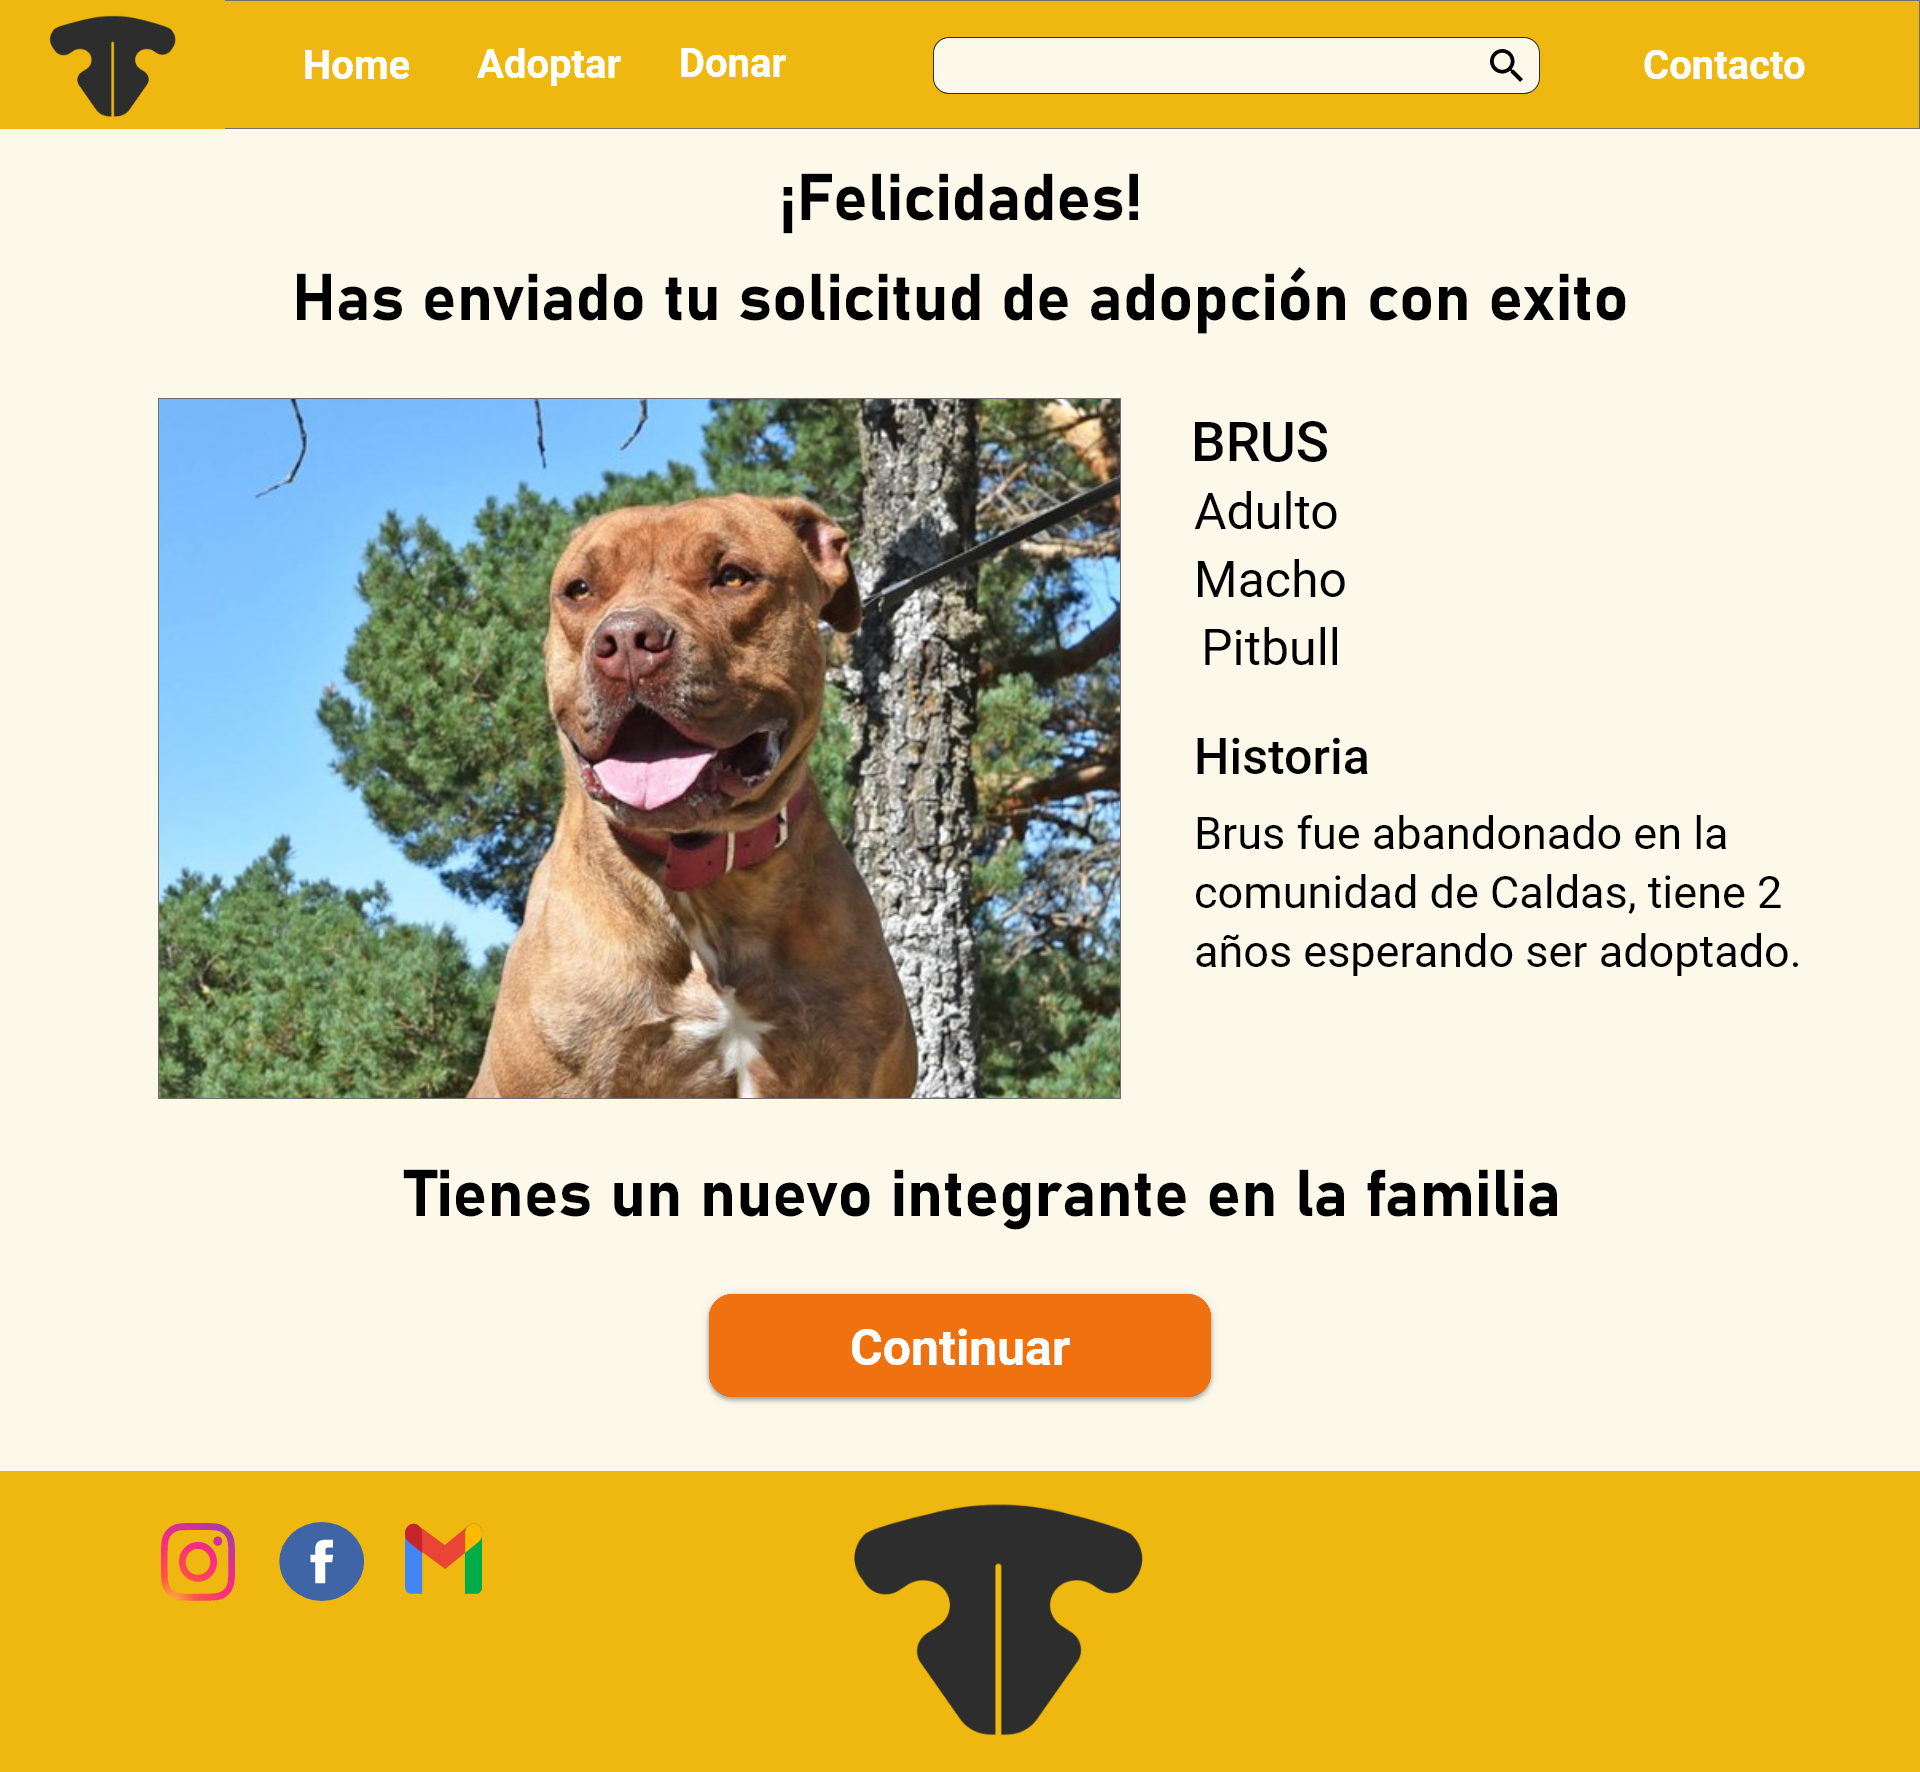 Home Adoptar Donar Contacto
¡Felicidades!
Has enviado tu solicitud de adopción con exito
BRUS
Adulto
Macho
Pitbull
Historia
Brus fue abandonado en la
comunidad de Caldas, tiene 2
años esperando ser adoptado.
Tienes un nuevo integrante en la familia
Continuar